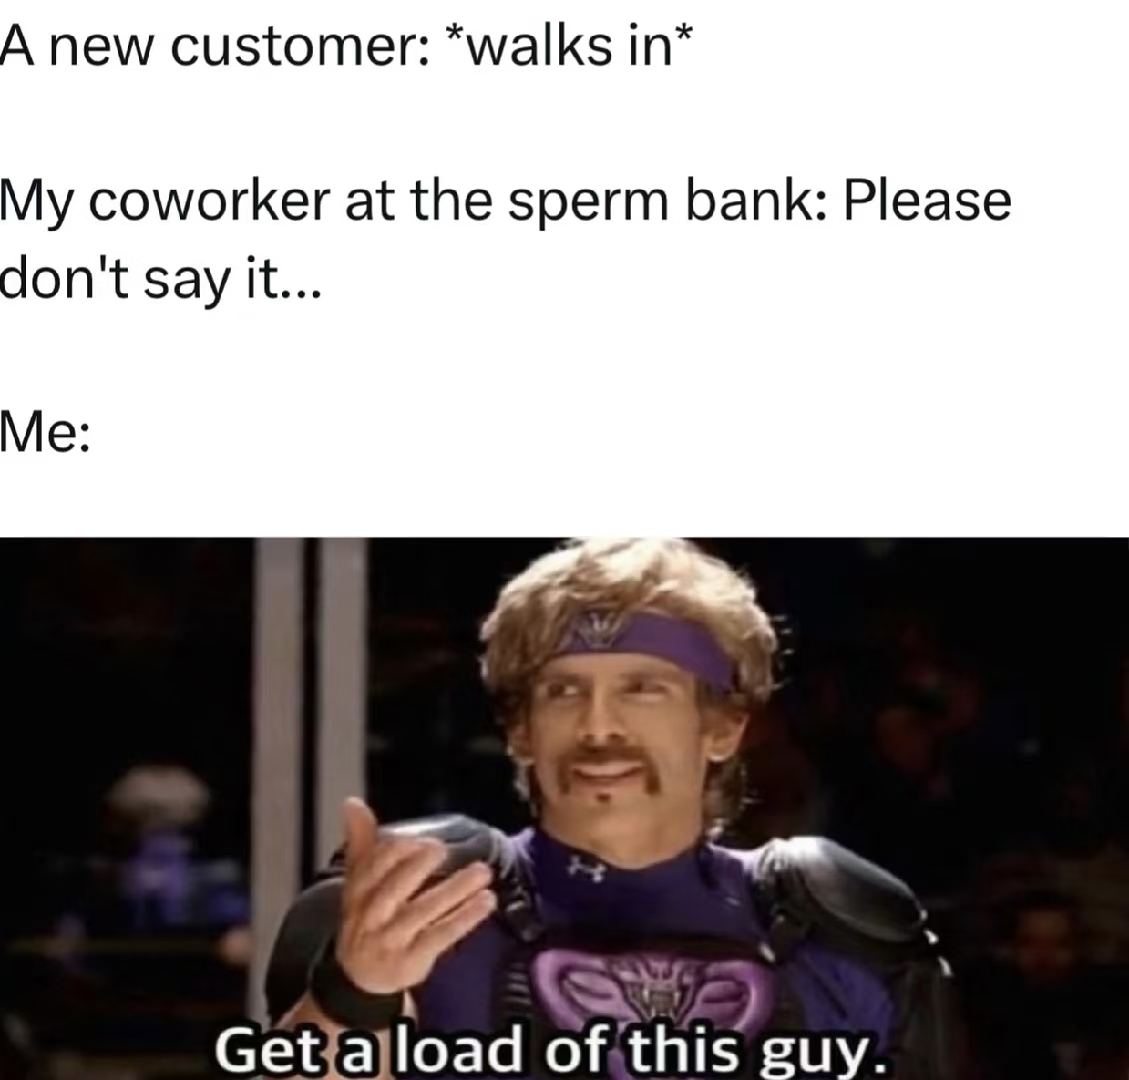 A new customer: *walks in*
My coworker at the sperm bank: Please
don't say it...
Me:
Get a load of this guy.